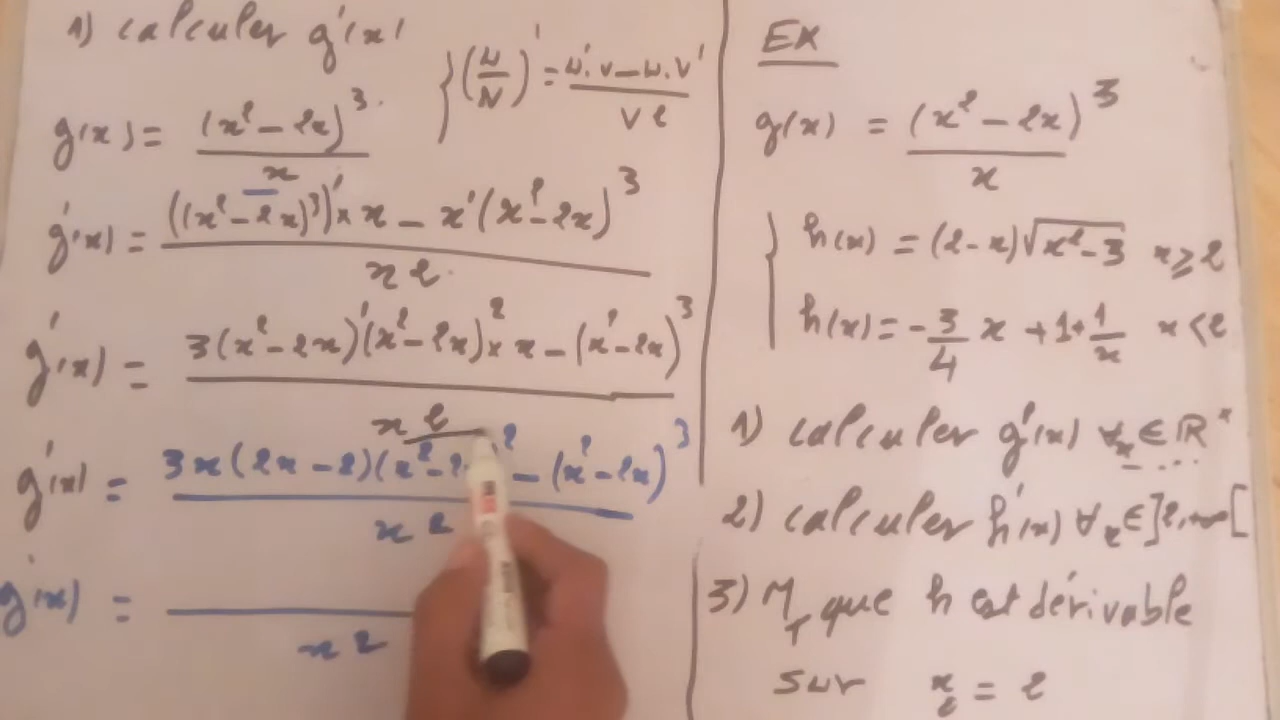 1) calculer g'(x)
(u/v)' = (u'.v - u.v')/v²
g(x) = (x² - 2x)³/x
g'(x) = (((x² - 2x)³)' × x - x'(x² - 2x)³)/x²
g'(x) = (3(x² - 2x)'(x² - 2x)² × x - (x² - 2x)³)/x²
g'(x) = (3x(2x - 2)(x² - 2 )² - (x² - 2x)³)/x²
g'(x) = /x²
EX
g(x) = (x² - 2x)³/x
h(x) = (2 - x)√(x² - 3) x ≥ 2
h(x) = -3/4 x + 1 + 1/x x < 2
1) calculer g'(x) ∀x ∈ ℝ*
2) calculer h'(x) ∀x ∈ ]2, +∞[
3) MT que h est dérivable
sur x₀ = 2